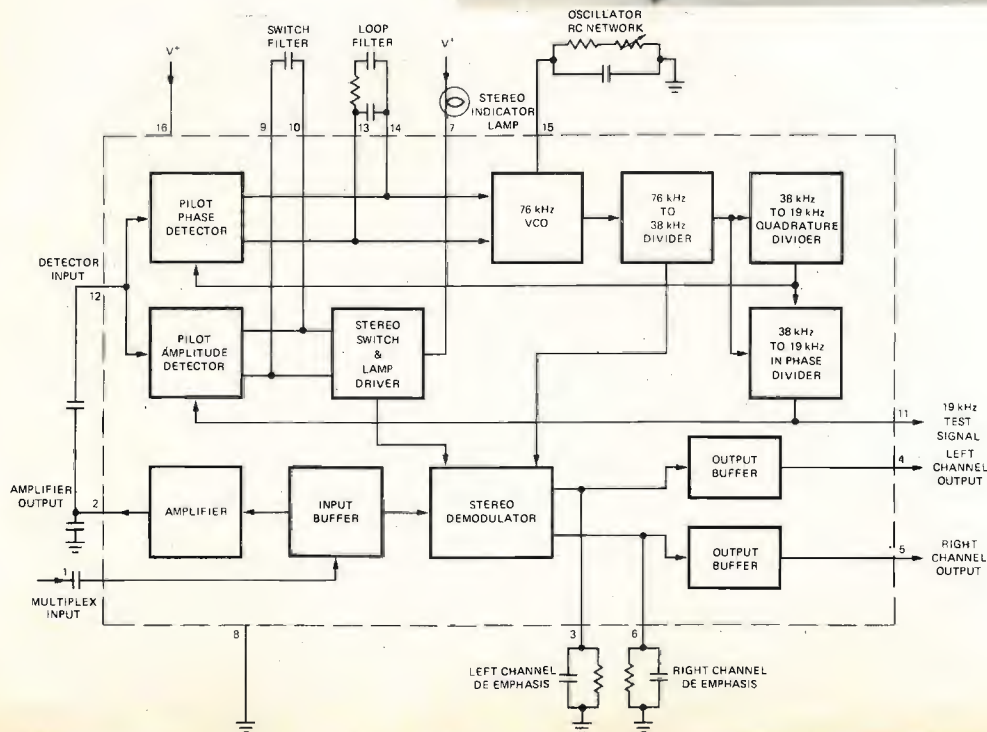 OSCILLATOR
RC NETWORK
SWITCH
FILTER
LOOP
FILTER
V+
V+
STEREO
INDICATOR
LAMP
16
9
10
13
14
7
15
PILOT
PHASE
DETECTOR
76 kHz
VCO
76 kHz
TO
38 kHz
DIVIDER
38 kHz
TO 19 kHz
QUADRATURE
DIVIDER
DETECTOR
INPUT
12
PILOT
AMPLITUDE
DETECTOR
STEREO
SWITCH
&
LAMP
DRIVER
38 kHz
TO 19 kHz
IN PHASE
DIVIDER
11
19 kHz
TEST
SIGNAL
AMPLIFIER
OUTPUT
2
AMPLIFIER
INPUT
BUFFER
STEREO
DEMODULATOR
OUTPUT
BUFFER
4
LEFT
CHANNEL
OUTPUT
OUTPUT
BUFFER
5
RIGHT
CHANNEL
OUTPUT
1
MULTIPLEX
INPUT
8
3
6
LEFT CHANNEL
DE EMPHASIS
RIGHT CHANNEL
DE EMPHASIS